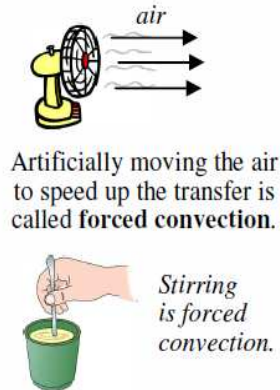 air
Artificially moving the air
to speed up the transfer is
called forced convection.
Stirring
is forced
convection.